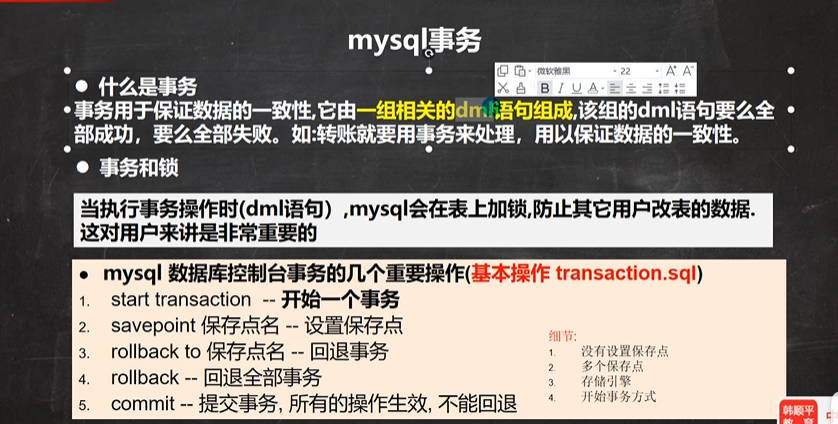 mysql事务
微软雅黑
22
A+ A-
B I U A
● 什么是事务
事务用于保证数据的一致性,它由一组相关的dml语句组成,该组的dml语句要么全
部成功，要么全部失败。如:转账就要用事务来处理，用以保证数据的一致性。
● 事务和锁
当执行事务操作时(dml语句）,mysql会在表上加锁,防止其它用户改表的数据.
这对用户来讲是非常重要的
● mysql 数据库控制台事务的几个重要操作(基本操作 transaction.sql)
1. start transaction -- 开始一个事务
2. savepoint 保存点名 -- 设置保存点
3. rollback to 保存点名 -- 回退事务
4. rollback -- 回退全部事务
5. commit -- 提交事务, 所有的操作生效, 不能回退
细节:
1. 没有设置保存点
2. 多个保存点
3. 存储引擎
4. 开始事务方式
韩顺平
教 育